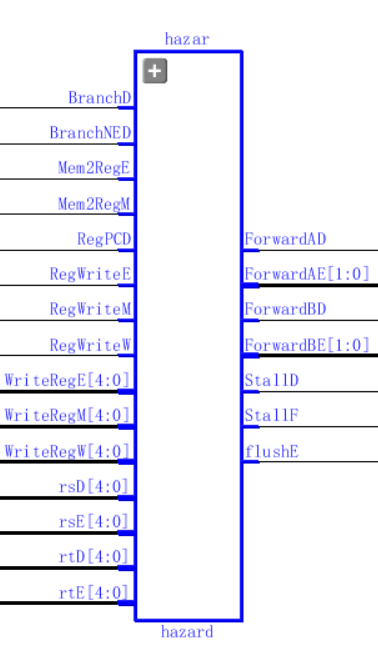 hazar
BranchD
BranchNED
Mem2RegE
Mem2RegM
RegPCD
ForwardAD
RegWriteE
ForwardAE[1:0]
RegWriteM
ForwardBD
RegWriteW
ForwardBE[1:0]
WriteRegE[4:0]
StallD
WriteRegM[4:0]
StallF
WriteRegW[4:0]
flushE
rsD[4:0]
rsE[4:0]
rtD[4:0]
rtE[4:0]
hazard